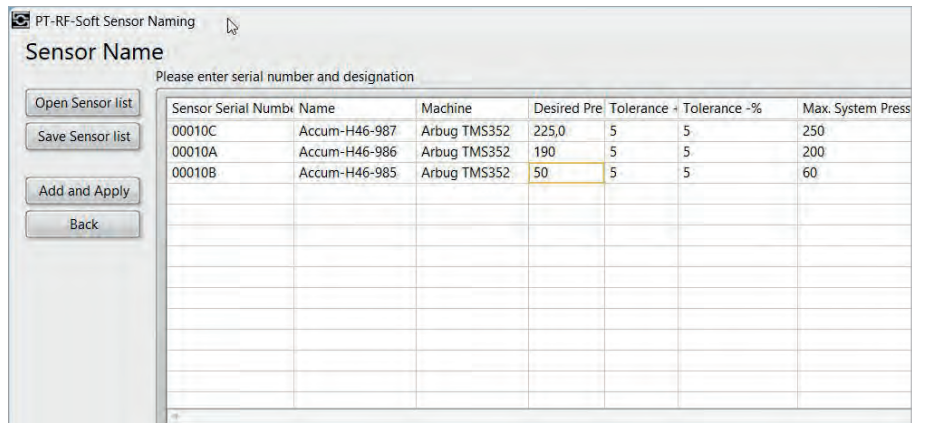 PT-RF-Soft Sensor Naming
Sensor Name
Please enter serial number and designation
Open Sensor list
Save Sensor list
Add and Apply
Back
Sensor Serial Numbe Name Machine Desired Pre Tolerance + Tolerance -% Max. System Press
00010C Accum-H46-987 Arbug TMS352 225,0 5 5 250
00010A Accum-H46-986 Arbug TMS352 190 5 5 200
00010B Accum-H46-985 Arbug TMS352 50 5 5 60